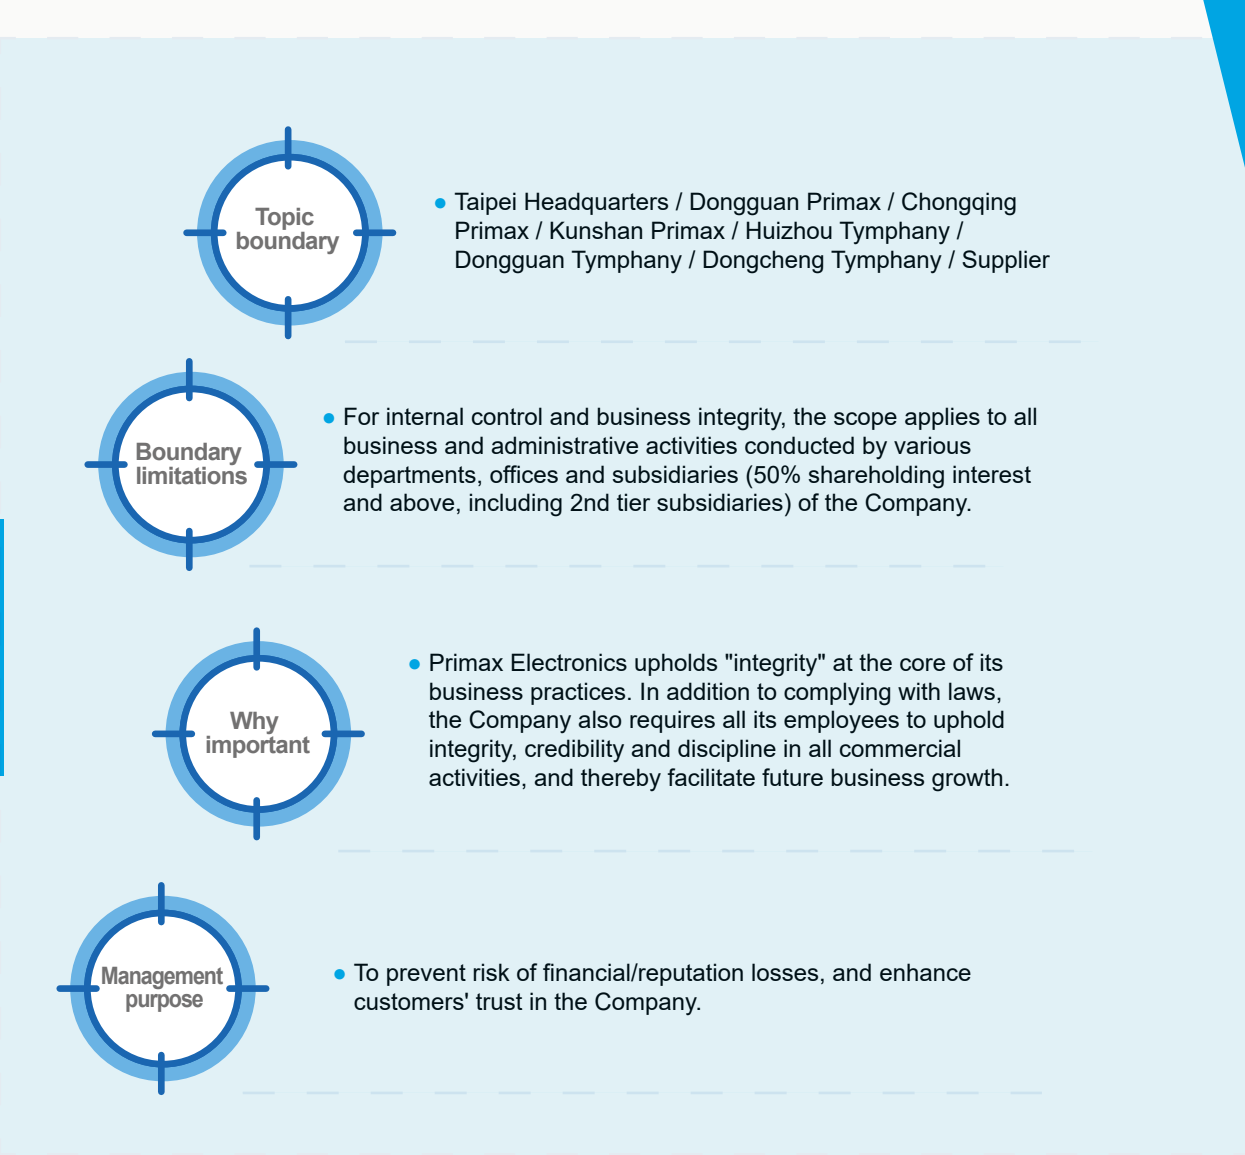 Topic
boundary
● Taipei Headquarters / Dongguan Primax / Chongqing
Primax / Kunshan Primax / Huizhou Tymphany /
Dongguan Tymphany / Dongcheng Tymphany / Supplier
Boundary
limitations
● For internal control and business integrity, the scope applies to all
business and administrative activities conducted by various
departments, offices and subsidiaries (50% shareholding interest
and above, including 2nd tier subsidiaries) of the Company.
Why
important
● Primax Electronics upholds "integrity" at the core of its
business practices. In addition to complying with laws,
the Company also requires all its employees to uphold
integrity, credibility and discipline in all commercial
activities, and thereby facilitate future business growth.
Management
purpose
● To prevent risk of financial/reputation losses, and enhance
customers' trust in the Company.